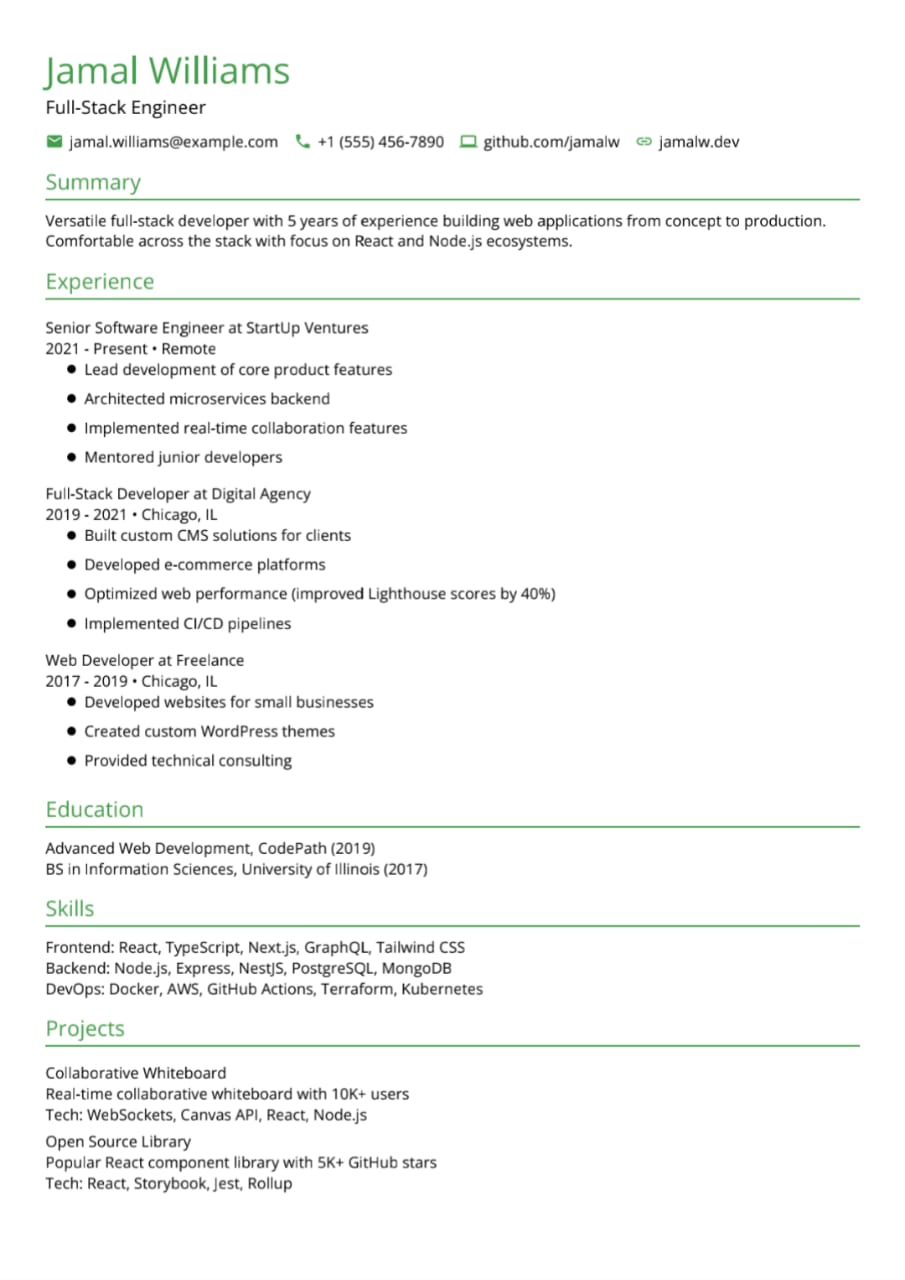 Jamal Williams
Full-Stack Engineer
jamal.williams@example.com +1 (555) 456-7890 github.com/jamalw jamalw.dev
Summary
Versatile full-stack developer with 5 years of experience building web applications from concept to production.
Comfortable across the stack with focus on React and Node.js ecosystems.
Experience
Senior Software Engineer at StartUp Ventures
2021 - Present • Remote
● Lead development of core product features
● Architected microservices backend
● Implemented real-time collaboration features
● Mentored junior developers
Full-Stack Developer at Digital Agency
2019 - 2021 • Chicago, IL
● Built custom CMS solutions for clients
● Developed e-commerce platforms
● Optimized web performance (improved Lighthouse scores by 40%)
● Implemented CI/CD pipelines
Web Developer at Freelance
2017 - 2019 • Chicago, IL
● Developed websites for small businesses
● Created custom WordPress themes
● Provided technical consulting
Education
Advanced Web Development, CodePath (2019)
BS in Information Sciences, University of Illinois (2017)
Skills
Frontend: React, TypeScript, Next.js, GraphQL, Tailwind CSS
Backend: Node.js, Express, NestJS, PostgreSQL, MongoDB
DevOps: Docker, AWS, GitHub Actions, Terraform, Kubernetes
Projects
Collaborative Whiteboard
Real-time collaborative whiteboard with 10K+ users
Tech: WebSockets, Canvas API, React, Node.js
Open Source Library
Popular React component library with 5K+ GitHub stars
Tech: React, Storybook, Jest, Rollup